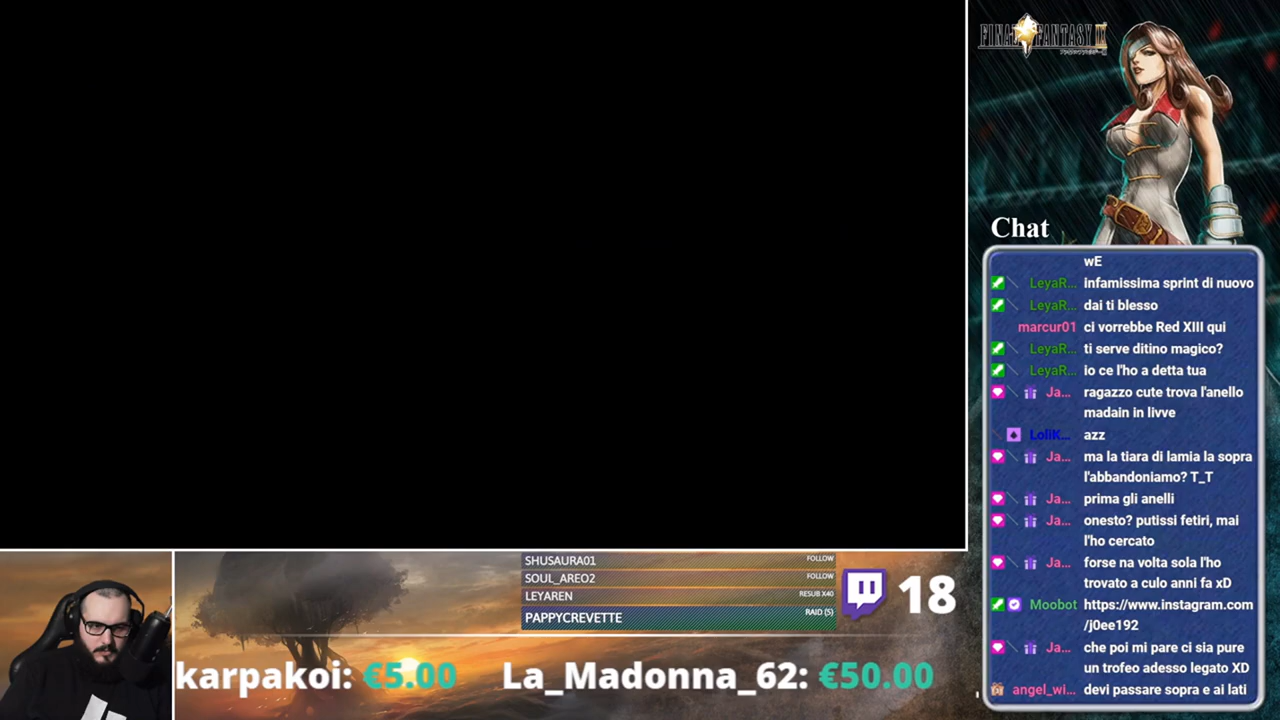 FINAL FANTASY IX
Chat
wE
LeyaR... infamissima sprint di nuovo
LeyaR... dai ti blesso
marcur01 ci vorrebbe Red XIII qui
LeyaR... ti serve ditino magico?
LeyaR... io ce l'ho a detta tua
Ja... ragazzo cute trova l'anello
madain in livve
LoliK... azz
Ja... ma la tiara di lamia la sopra
l'abbandoniamo? T_T
Ja... prima gli anelli
Ja... onesto? putissi fetiri, mai
l'ho cercato
Ja... forse na volta sola l'ho
trovato a culo anni fa xD
Moobot https://www.instagram.com
/j0ee192
Ja... che poi mi pare ci sia pure
un trofeo adesso legato XD
angel_wi... devi passare sopra e ai lati
SHUSAURA01 FOLLOW
SOUL_AREO2 FOLLOW
LEYAREN RESUB X40
PAPPYCREVETTE RAID (5)
18
karpakoi: €5.00 La_Madonna_62: €50.00